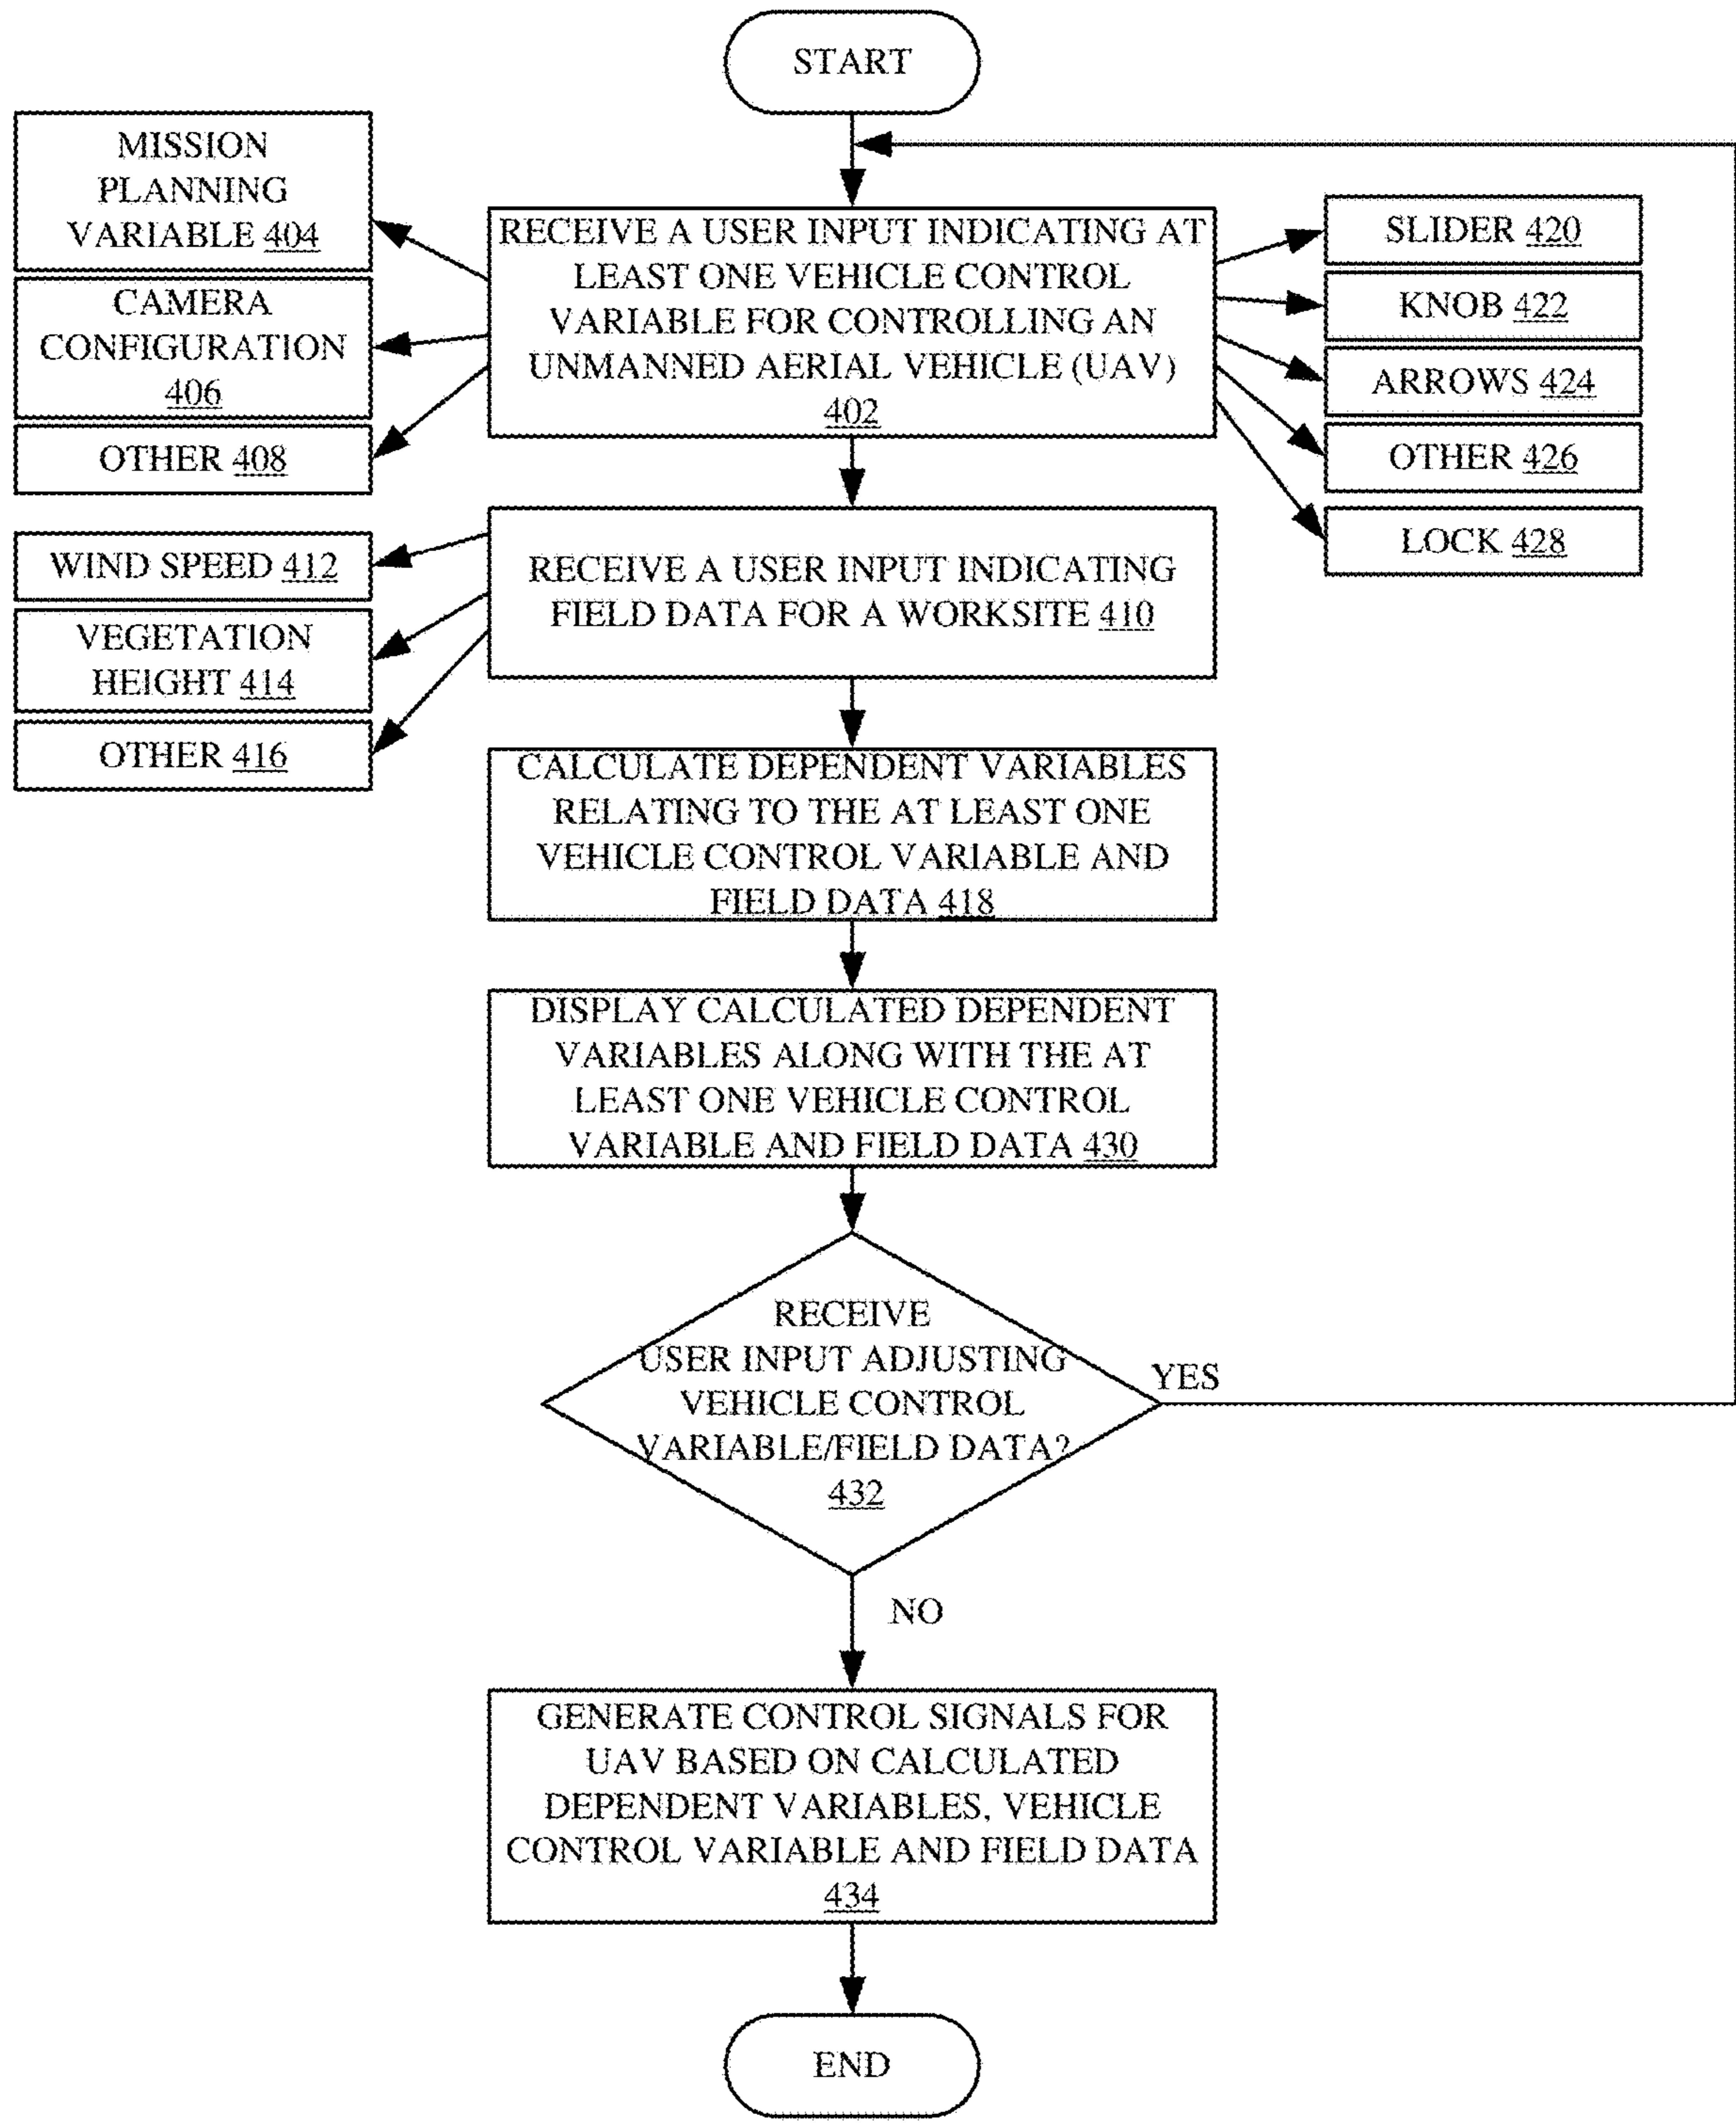 START
MISSION
PLANNING
VARIABLE 404
CAMERA
CONFIGURATION
406
OTHER 408
RECEIVE A USER INPUT INDICATING AT
LEAST ONE VEHICLE CONTROL
VARIABLE FOR CONTROLLING AN
UNMANNED AERIAL VEHICLE (UAV)
402
SLIDER 420
KNOB 422
ARROWS 424
OTHER 426
LOCK 428
WIND SPEED 412
VEGETATION
HEIGHT 414
OTHER 416
RECEIVE A USER INPUT INDICATING
FIELD DATA FOR A WORKSITE 410
CALCULATE DEPENDENT VARIABLES
RELATING TO THE AT LEAST ONE
VEHICLE CONTROL VARIABLE AND
FIELD DATA 418
DISPLAY CALCULATED DEPENDENT
VARIABLES ALONG WITH THE AT
LEAST ONE VEHICLE CONTROL
VARIABLE AND FIELD DATA 430
RECEIVE
USER INPUT ADJUSTING
VEHICLE CONTROL
VARIABLE/FIELD DATA?
432
YES
NO
GENERATE CONTROL SIGNALS FOR
UAV BASED ON CALCULATED
DEPENDENT VARIABLES, VEHICLE
CONTROL VARIABLE AND FIELD DATA
434
END